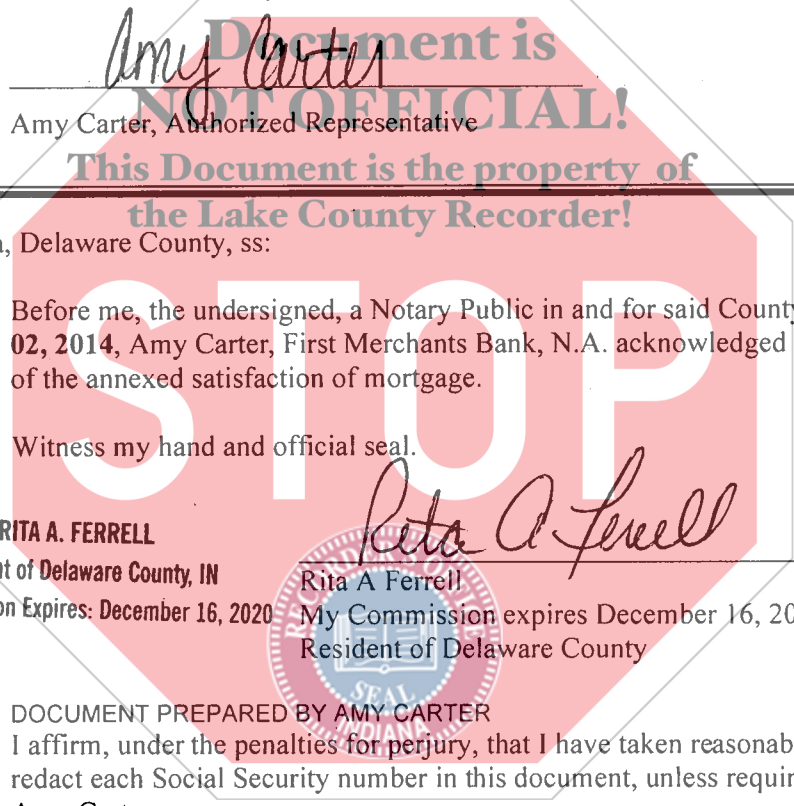 Amy Carter
Document is
NOT OFFICIAL!
Amy Carter, Authorized Representative
This Document is the property of
the Lake County Recorder!
, Delaware County, ss:
Before me, the undersigned, a Notary Public in and for said County
02, 2014, Amy Carter, First Merchants Bank, N.A. acknowledged
of the annexed satisfaction of mortgage.
STOP
Witness my hand and official seal.
Rita A Ferrell
RITA A. FERRELL
nt of Delaware County, IN
on Expires: December 16, 2020
Rita A Ferrell
My Commission expires December 16, 20
Resident of Delaware County
SEAL
INDIANA
DOCUMENT PREPARED BY AMY CARTER
I affirm, under the penalties for perjury, that I have taken reasonab
redact each Social Security number in this document, unless requir